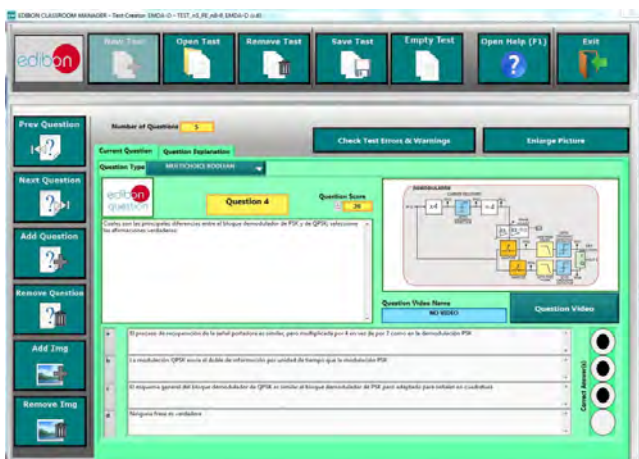 EDIBON CLASSROOM MANAGER - Test Creator
edibon
New Test
Open Test
Remove Test
Save Test
Empty Test
Open Help (F1)
Exit
Prev Question
Next Question
Add Question
Remove Question
Add Img
Remove Img
Number of Questions 5
Check Test Errors & Warnings
Enlarge Picture
Current Question
Question Explanation
Question Type
MULTICHOICE BOOLEAN
edibon
question
Question 4
Question Score
20
Cuales son las principales diferencias entre el bloque demodulador de PSK y de QPSK, seleccione
las afirmaciones verdaderas:
x4
÷2
Question Video Name
NO VIDEO
Question Video
a
El proceso de recuperación de la señal portadora es similar, pero multiplicada por 4 en vez de por 2 como en la demodulación PSK
b
La modulación QPSK envía el doble de información por unidad de tiempo que la modulación PSK
c
El esquema general del bloque demodulador de QPSK es similar al bloque demodulador de PSK pero adaptado para señales en cuadratura
d
Ninguna frase es verdadera
Correct Answer(s)